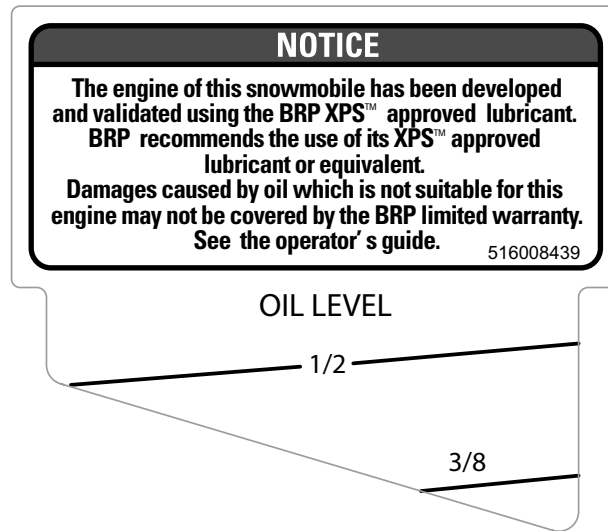 NOTICE
The engine of this snowmobile has been developed
and validated using the BRP XPS™ approved lubricant.
BRP recommends the use of its XPS™ approved
lubricant or equivalent.
Damages caused by oil which is not suitable for this
engine may not be covered by the BRP limited warranty.
See the operator' s guide.
516008439
OIL LEVEL
1/2
3/8